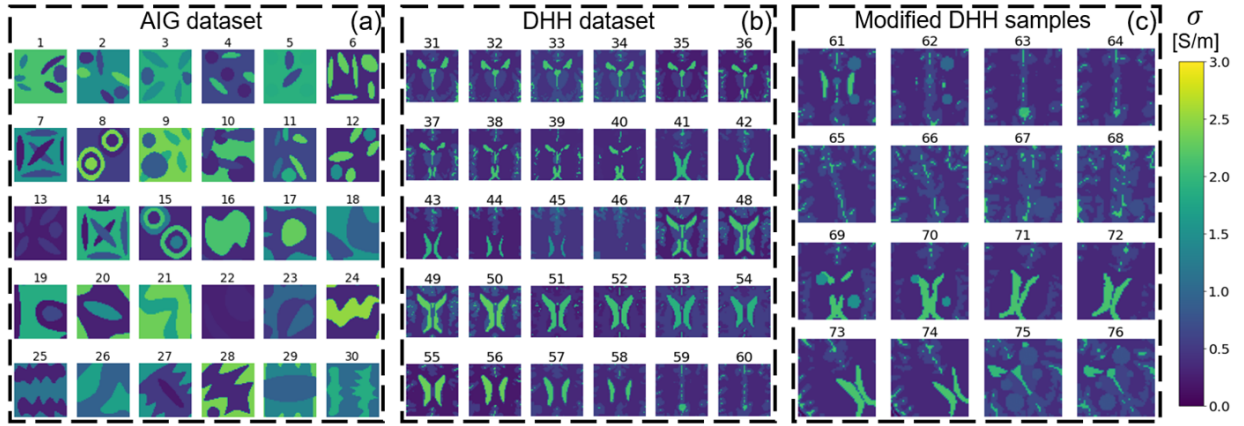 AIG dataset (a)
1 2 3 4 5 6
7 8 9 10 11 12
13 14 15 16 17 18
19 20 21 22 23 24
25 26 27 28 29 30
DHH dataset (b)
31 32 33 34 35 36
37 38 39 40 41 42
43 44 45 46 47 48
49 50 51 52 53 54
55 56 57 58 59 60
Modified DHH samples (c)
61 62 63 64
65 66 67 68
69 70 71 72
73 74 75 76
σ
[S/m]
3.0
2.5
2.0
1.5
1.0
0.5
0.0